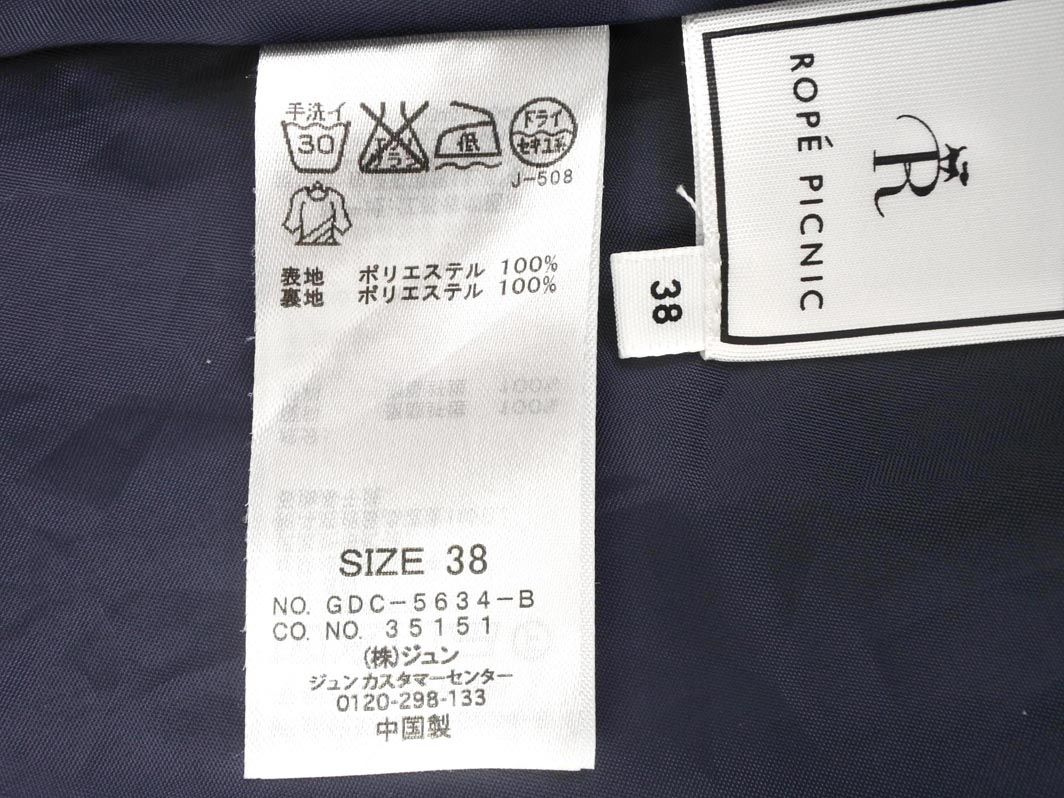 手洗イ
30
低
ドライ
セキユ系
J-508
表地 ポリエステル 100%
裏地 ポリエステル 100%
SIZE 38
NO. GDC-5634-B
CO. NO. 35151
(株)ジュン
ジュンカスタマーセンター
0120-298-133
中国製
38
ROPÉ PICNIC
R